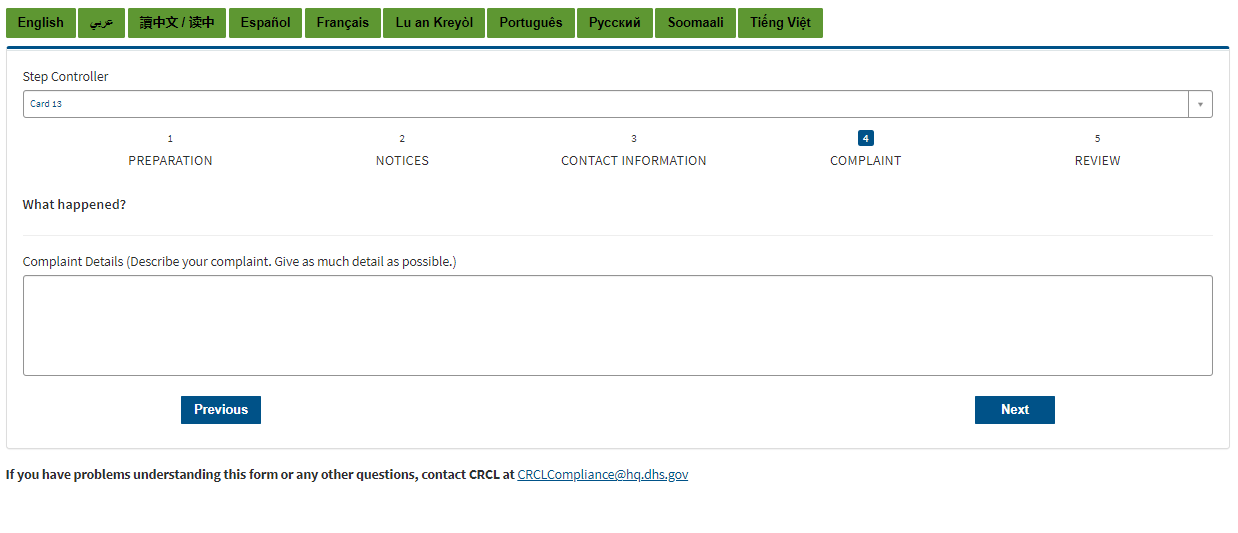 English عربي 讀中文 / 读中 Español Français Lu an Kreyòl Português Русский Soomaali Tiếng Việt
Step Controller
Card 13
1 2 3 4 5
PREPARATION NOTICES CONTACT INFORMATION COMPLAINT REVIEW
What happened?
Complaint Details (Describe your complaint. Give as much detail as possible.)
Previous Next
If you have problems understanding this form or any other questions, contact CRCL at CRCLCompliance@hq.dhs.gov